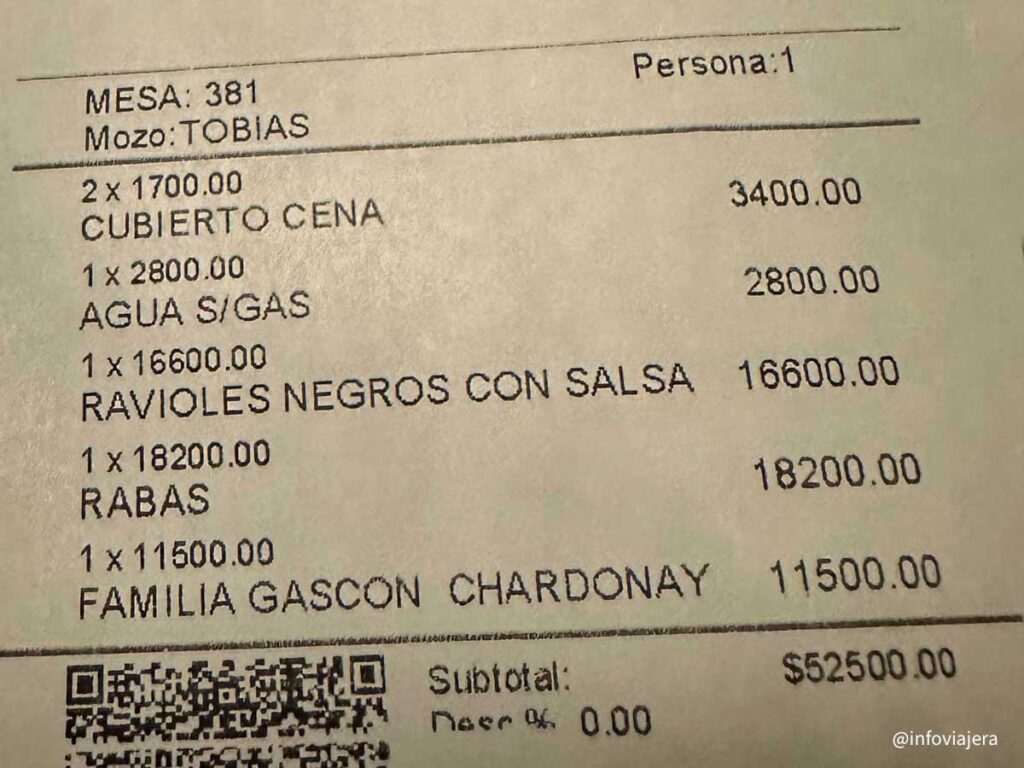 Persona:1
MESA: 381
Mozo:TOBIAS
2 x 1700.00
CUBIERTO CENA 3400.00
1 x 2800.00
AGUA S/GAS 2800.00
1 x 16600.00
RAVIOLES NEGROS CON SALSA 16600.00
1 x 18200.00
RABAS 18200.00
1 x 11500.00
FAMILIA GASCON CHARDONAY 11500.00
Subtotal: $52500.00
% 0.00
@infoviajera